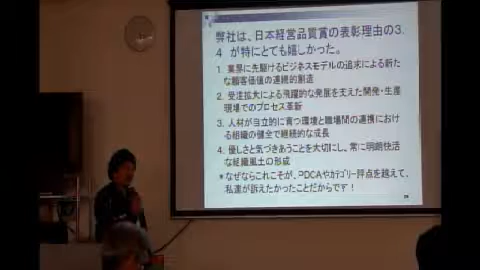 弊社は、日本経営品質賞の表彰理由の3.
4 が特にとても嬉しかった。
1. 業界に先駆けるビジネスモデルの追求による新た
な顧客価値の連続的創造
2. 受注拡大による飛躍的な発展を支えた開発・生産
現場でのプロセス革新
3. 人材が自立的に育つ環境と職場間の連携におけ
る組織の健全で継続的な成長
4. 優しさと気づきあうことを大切にし、常に明朗快活
な組織風土の形成
*なぜならこれこそが、PDCAやカテゴリー評点を越えて、
私達が訴えたかったことだからです!